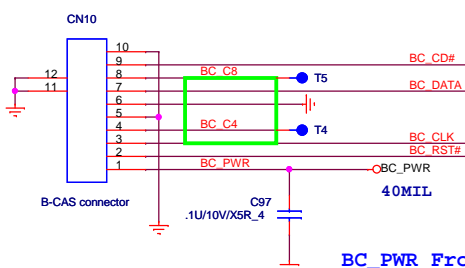 CN10
10
9
BC_CD#
12
8
BC_C8
T5
11
7
BC_DATA
6
5
4
BC_C4
T4
3
BC_CLK
2
BC_RST#
1
BC_PWR
BC_PWR
40MIL
B-CAS connector
C97
.1U/10V/X5R_4
BC_PWR Fro